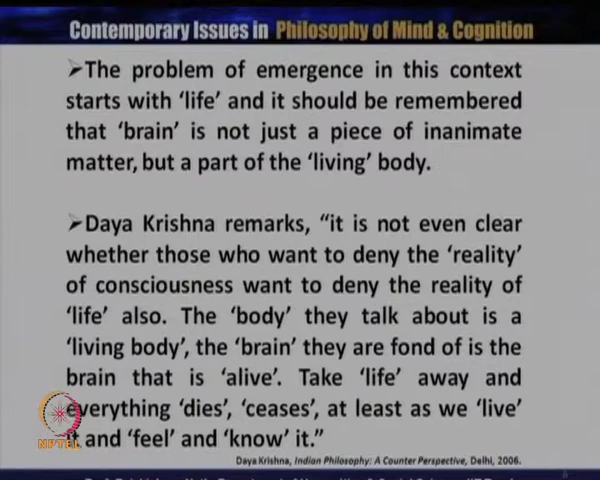 Contemporary Issues in Philosophy of Mind & Cognition
➢The problem of emergence in this context
starts with ‘life’ and it should be remembered
that ‘brain’ is not just a piece of inanimate
matter, but a part of the ‘living’ body.
➢Daya Krishna remarks, “it is not even clear
whether those who want to deny the ‘reality’
of consciousness want to deny the reality of
‘life’ also. The ‘body’ they talk about is a
‘living body’, the ‘brain’ they are fond of is the
brain that is ‘alive’. Take ‘life’ away and
everything ‘dies’, ‘ceases’, at least as we ‘live’
it and ‘feel’ and ‘know’ it.”
NPTEL
Daya Krishna, Indian Philosophy: A Counter Perspective, Delhi, 2006.